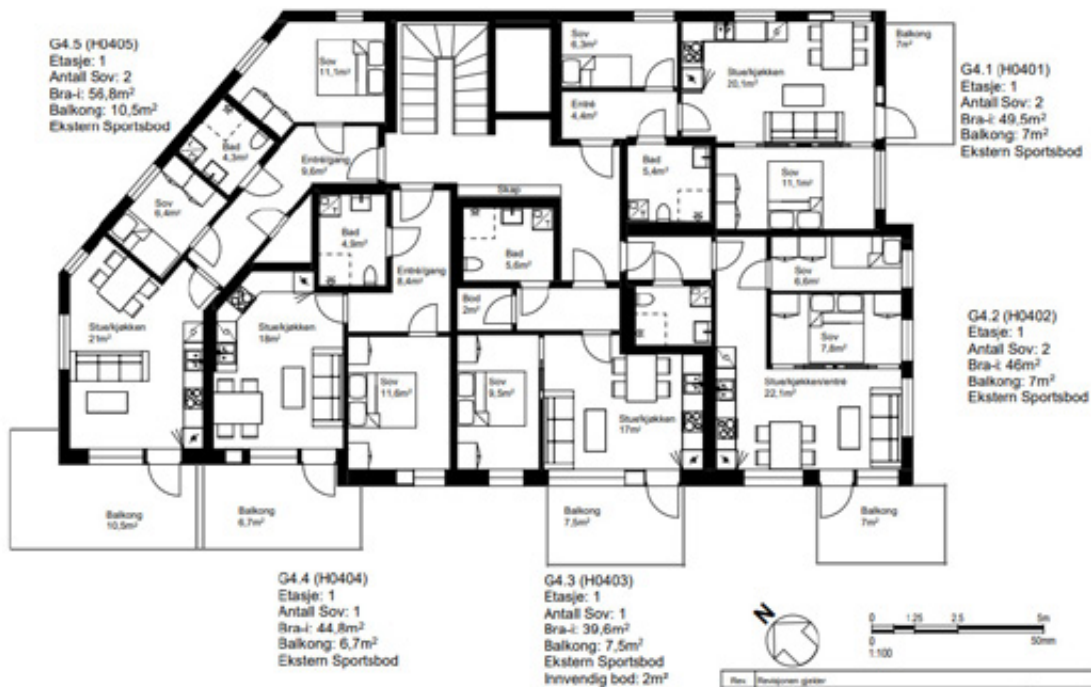 G4.5 (H0405)
Etasje: 1
Antall Sov: 2
Bra-i: 56,8m²
Balkong: 10,5m²
Ekstern Sportsbod
Sov
11,1m²
Bad
4,3m²
Entré/gang
9,6m²
Sov
6,4m²
Stue/kjøkken
21m²
Balkong
10,5m²
Sov
6,3m²
Entré
4,4m²
Stue/kjøkken
20,1m²
Balkong
7m²
Bad
5,4m²
Sov
11,1m²
G4.1 (H0401)
Etasje: 1
Antall Sov: 2
Bra-i: 49,5m²
Balkong: 7m²
Ekstern Sportsbod
Skap
Bad
4,9m²
Entré/gang
8,4m²
Stue/kjøkken
18m²
Sov
11,6m²
Balkong
6,7m²
Bad
5,6m²
Bod
2m²
Sov
9,5m²
Stue/kjøkken
17m²
Balkong
7,5m²
Sov
6,6m²
Sov
7,8m²
Stue/kjøkken/entré
22,1m²
Balkong
7m²
G4.2 (H0402)
Etasje: 1
Antall Sov: 2
Bra-i: 46m²
Balkong: 7m²
Ekstern Sportsbod
G4.4 (H0404)
Etasje: 1
Antall Sov: 1
Bra-i: 44,8m²
Balkong: 6,7m²
Ekstern Sportsbod
G4.3 (H0403)
Etasje: 1
Antall Sov: 1
Bra-i: 39,6m²
Balkong: 7,5m²
Ekstern Sportsbod
Innvendig bod: 2m²
N
0 1.25 2.5 5m
0 50mm
1:100
Rev. Revisjonen gjelder